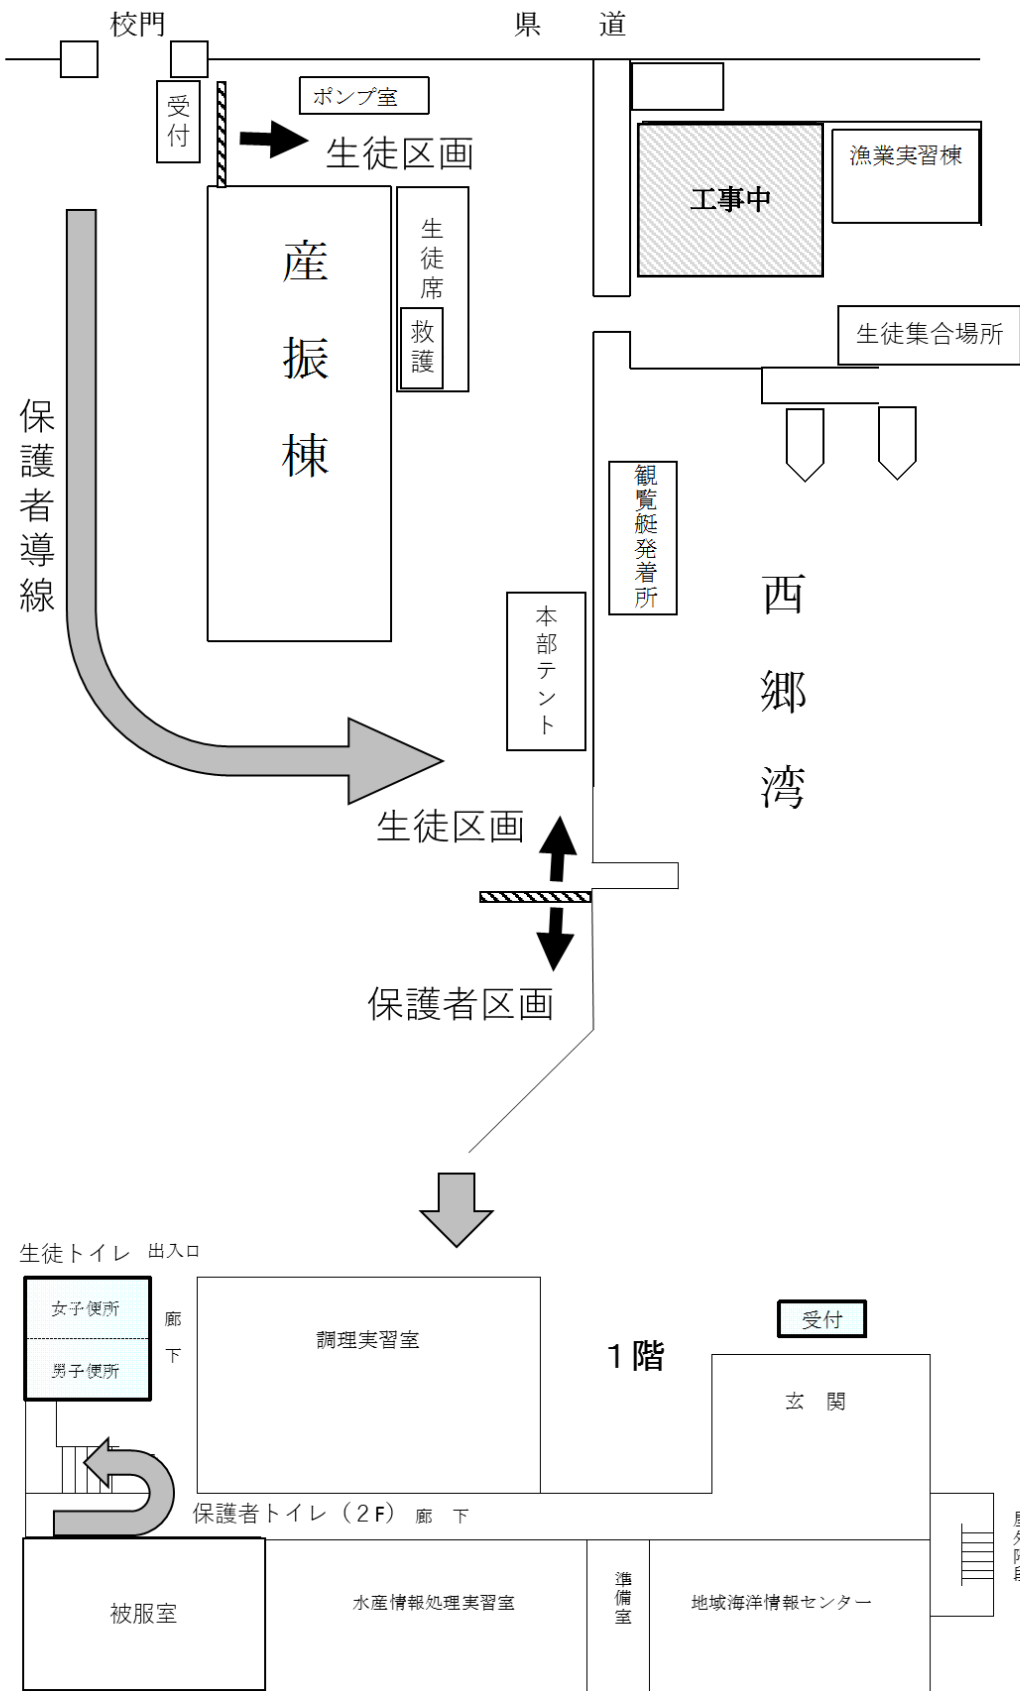 校門
県　道
受付
ポンプ室
生徒区画
工事中
漁業実習棟
産振棟
生徒席
救護
生徒集合場所
保護者導線
観覧艇発着所
本部テント
西郷湾
生徒区画
保護者区画
生徒トイレ 出入口
女子便所
男子便所
廊下
調理実習室
1階
受付
玄　関
保護者トイレ（2F） 廊　下
屋外階段
被服室
水産情報処理実習室
準備室
地域海洋情報センター